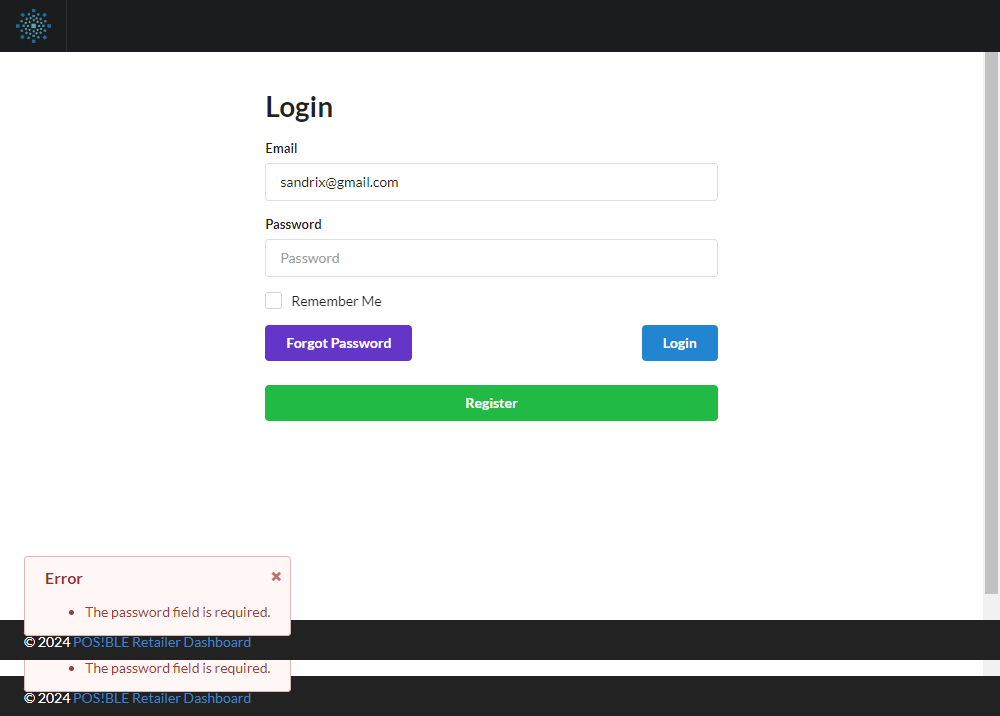 Login
Email
sandrix@gmail.com
Password
Password
Remember Me
Forgot Password
Login
Register
Error
The password field is required.
© 2024 POS!BLE Retailer Dashboard
The password field is required.
© 2024 POS!BLE Retailer Dashboard